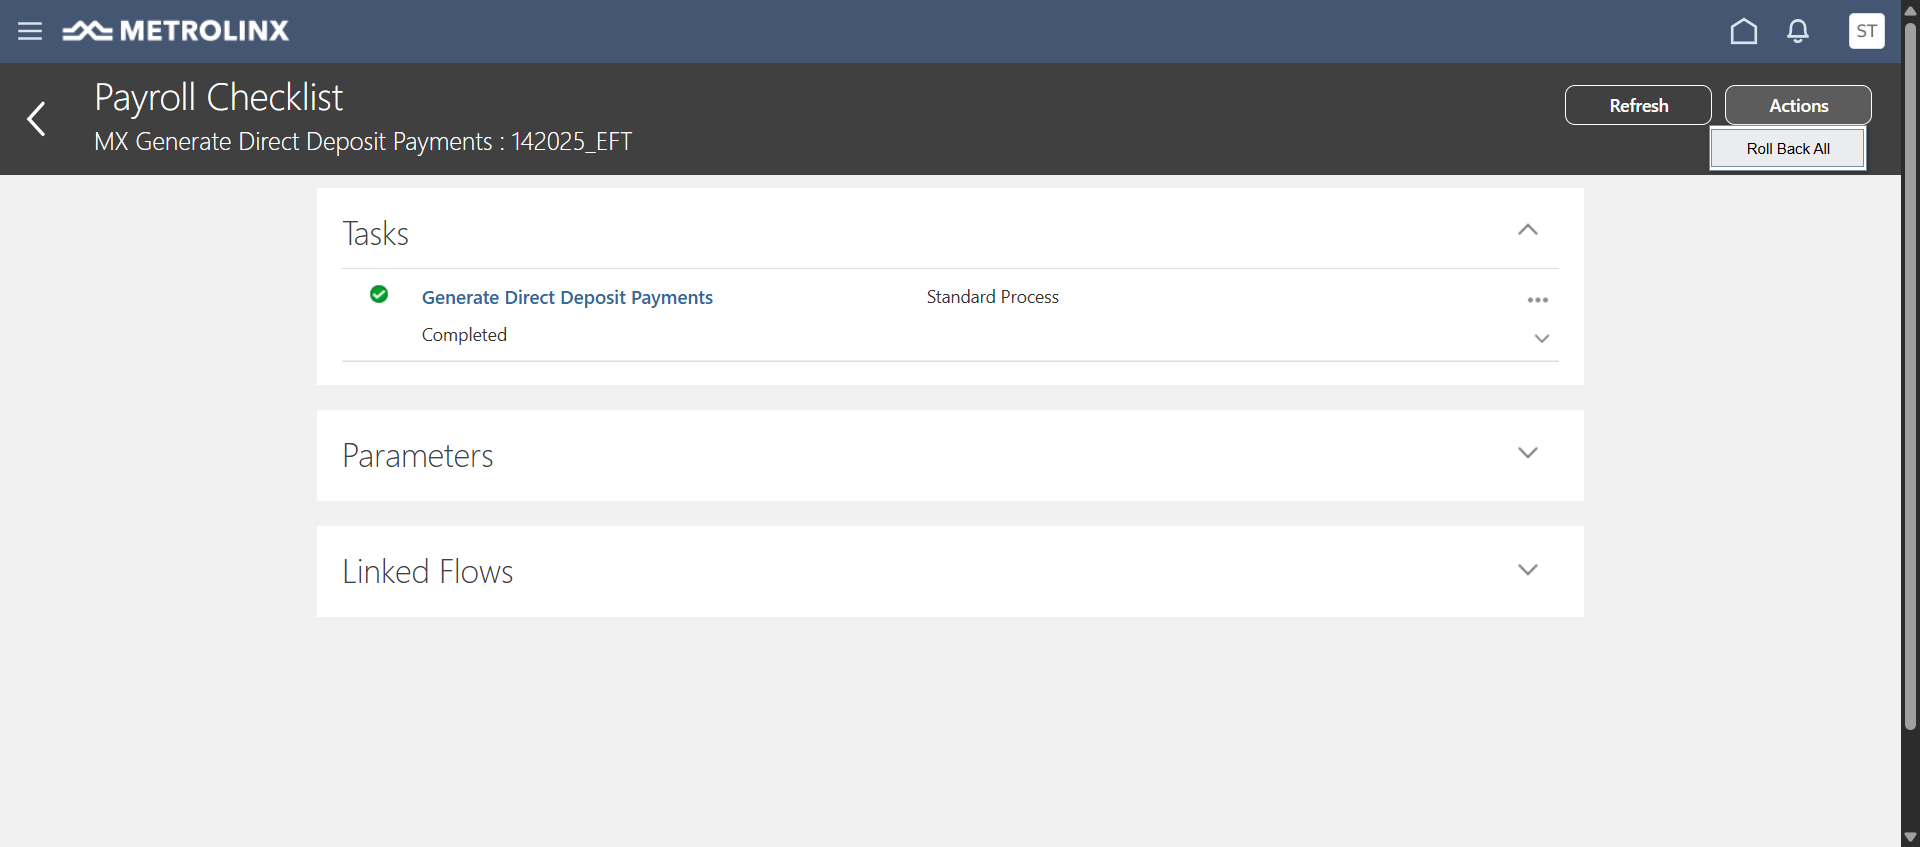 METROLINX
ST
Payroll Checklist
MX Generate Direct Deposit Payments : 142025_EFT
Refresh
Actions
Roll Back All
Tasks
Generate Direct Deposit Payments
Standard Process
Completed
Parameters
Linked Flows